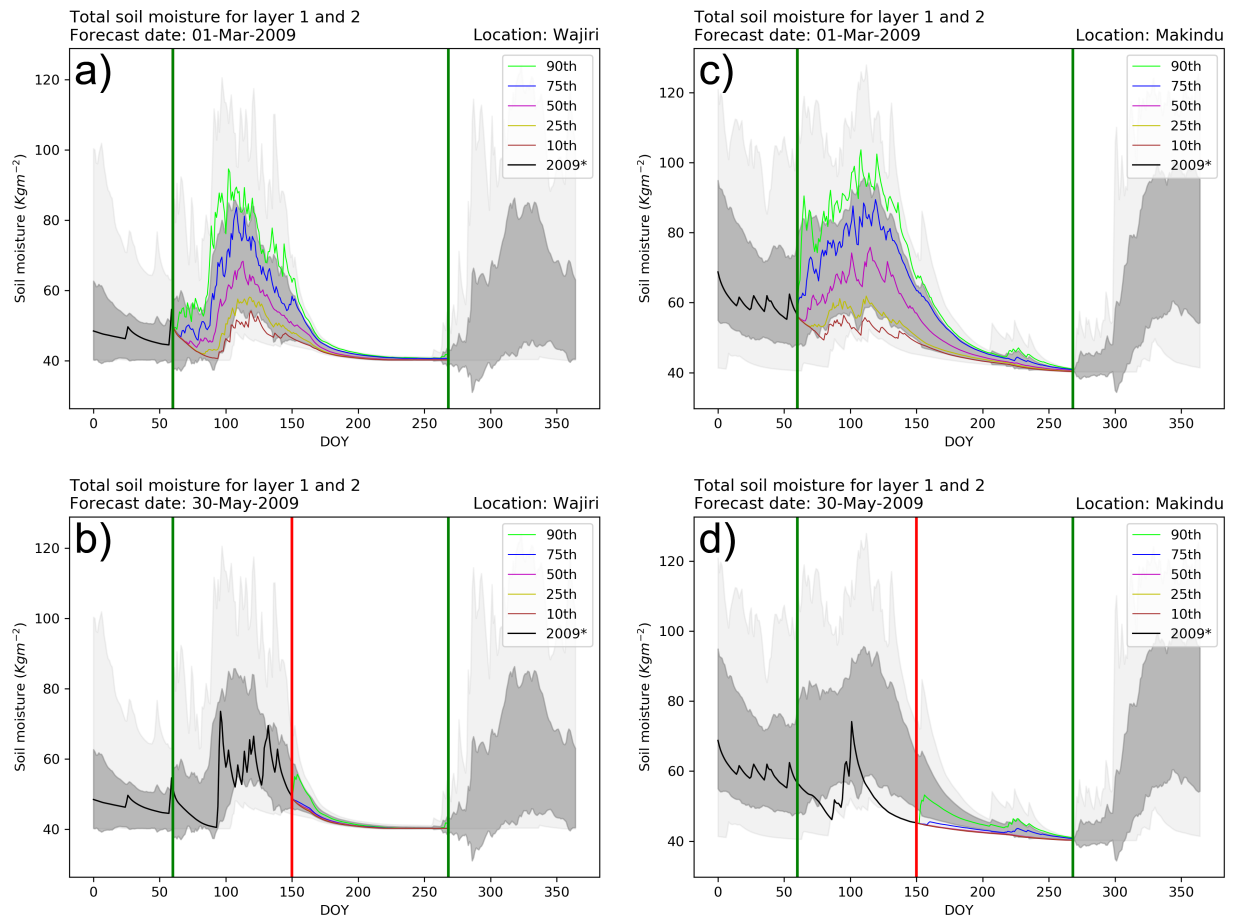 Total soil moisture for layer 1 and 2
Forecast date: 01-Mar-2009
Location: Wajiri
a)
90th
75th
50th
25th
10th
2009*
120
100
80
60
40
Soil moisture (Kgm−2)
0 50 100 150 200 250 300 350
DOY
Total soil moisture for layer 1 and 2
Forecast date: 01-Mar-2009
Location: Makindu
c)
90th
75th
50th
25th
10th
2009*
120
100
80
60
40
Soil moisture (Kgm−2)
0 50 100 150 200 250 300 350
DOY
Total soil moisture for layer 1 and 2
Forecast date: 30-May-2009
Location: Wajiri
b)
90th
75th
50th
25th
10th
2009*
120
100
80
60
40
Soil moisture (Kgm−2)
0 50 100 150 200 250 300 350
DOY
Total soil moisture for layer 1 and 2
Forecast date: 30-May-2009
Location: Makindu
d)
90th
75th
50th
25th
10th
2009*
120
100
80
60
40
Soil moisture (Kgm−2)
0 50 100 150 200 250 300 350
DOY